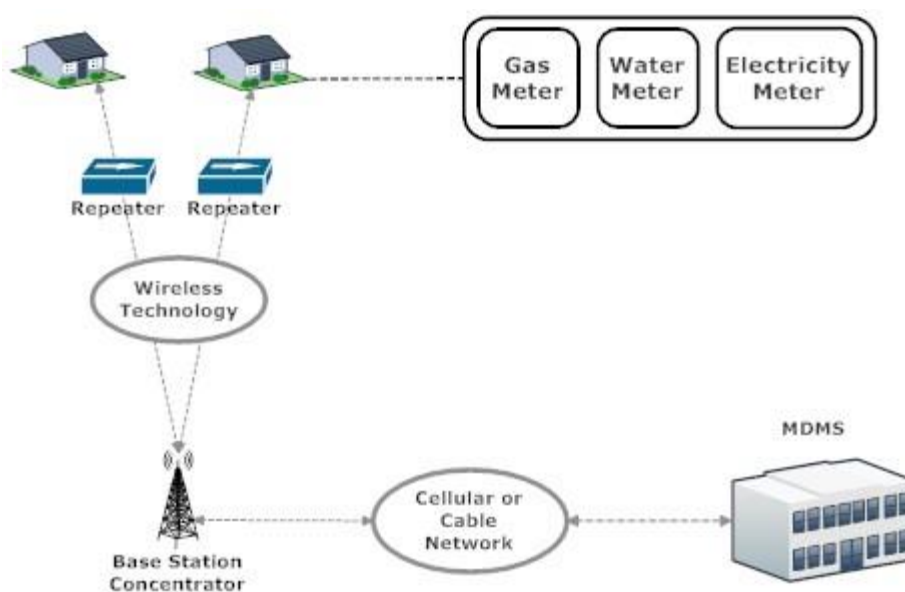 Gas
Meter
Water
Meter
Electricity
Meter
Repeater
Repeater
Wireless
Technology
MDMS
Cellular or
Cable
Network
Base Station
Concentrator